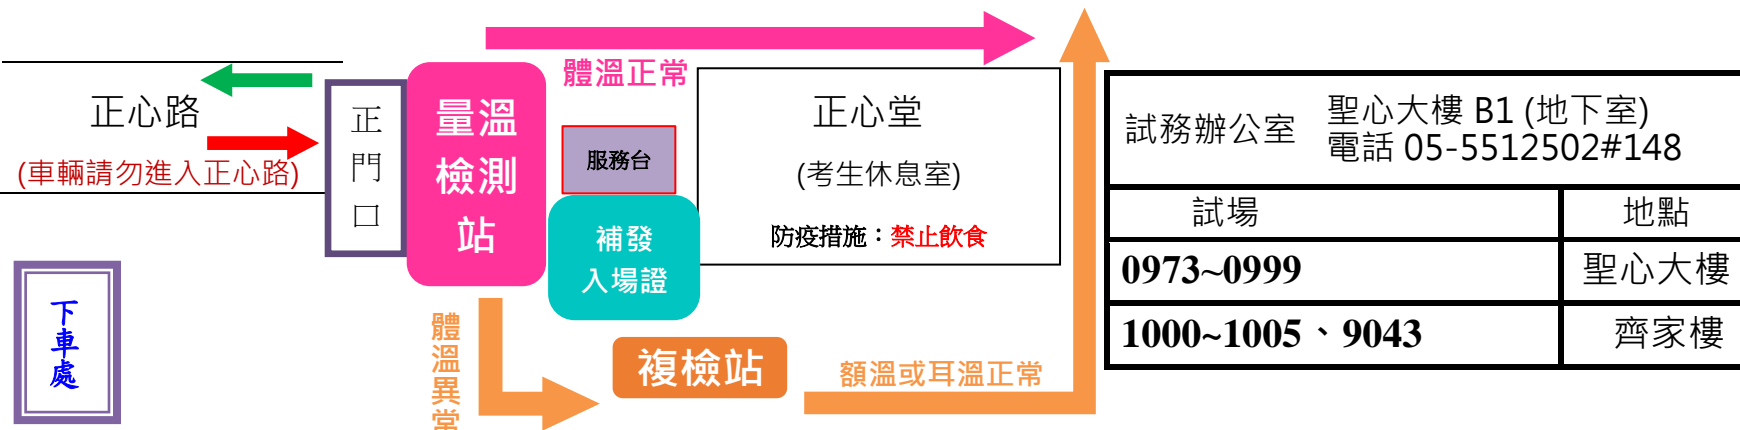 正心路
(車輛請勿進入正心路)
正門口
下車處
量溫
檢測
站
體溫正常
服務台
補發
入場證
正心堂
(考生休息室)
防疫措施：禁止飲食
體溫異常
複檢站
額溫或耳溫正常
試務辦公室 聖心大樓 B1 (地下室)
電話 05-5512502#148
試場 地點
0973~0999 聖心大樓
1000~1005、9043 齊家樓